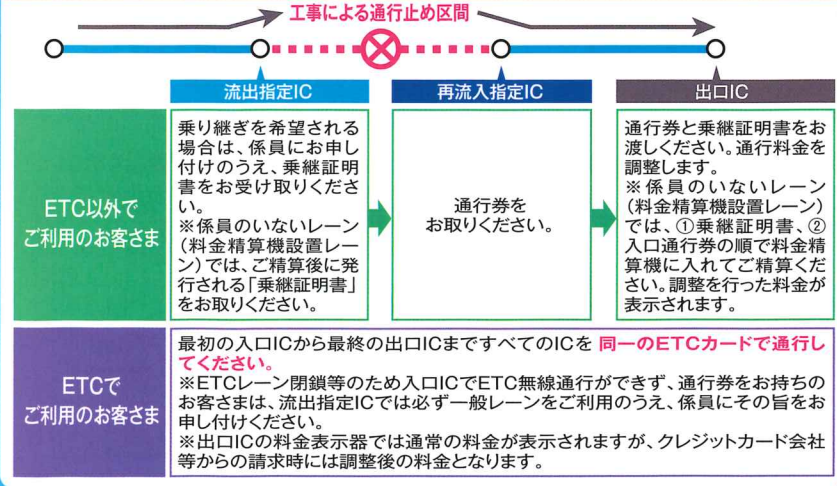 工事による通行止め区間
流出指定IC
再流入指定IC
出口IC
ETC以外で
ご利用のお客さま
乗り継ぎを希望される
場合は、係員にお申し
付けのうえ、乗継証明
書をお受け取りくださ
い。
※係員のいないレーン
(料金精算機設置レー
ン)では、ご精算後に発
行される「乗継証明書」
をお取りください。
通行券を
お取りください。
通行券と乗継証明書をお
渡しください。通行料金を
調整します。
※係員のいないレーン
(料金精算機設置レーン)
では、①乗継証明書、②
入口通行券の順で料金精
算機に入れてご精算くだ
さい。調整を行った料金が
表示されます。
ETCで
ご利用のお客さま
最初の入口ICから最終の出口ICまですべてのICを 同一のETCカードで通行し
てください。
※ETCレーン閉鎖等のため入口ICでETC無線通行ができず、通行券をお持ちの
お客さまは、流出指定ICでは必ず一般レーンをご利用のうえ、係員にその旨をお
申し付けください。
※出口ICの料金表示器では通常の料金が表示されますが、クレジットカード会社
等からの請求時には調整後の料金となります。